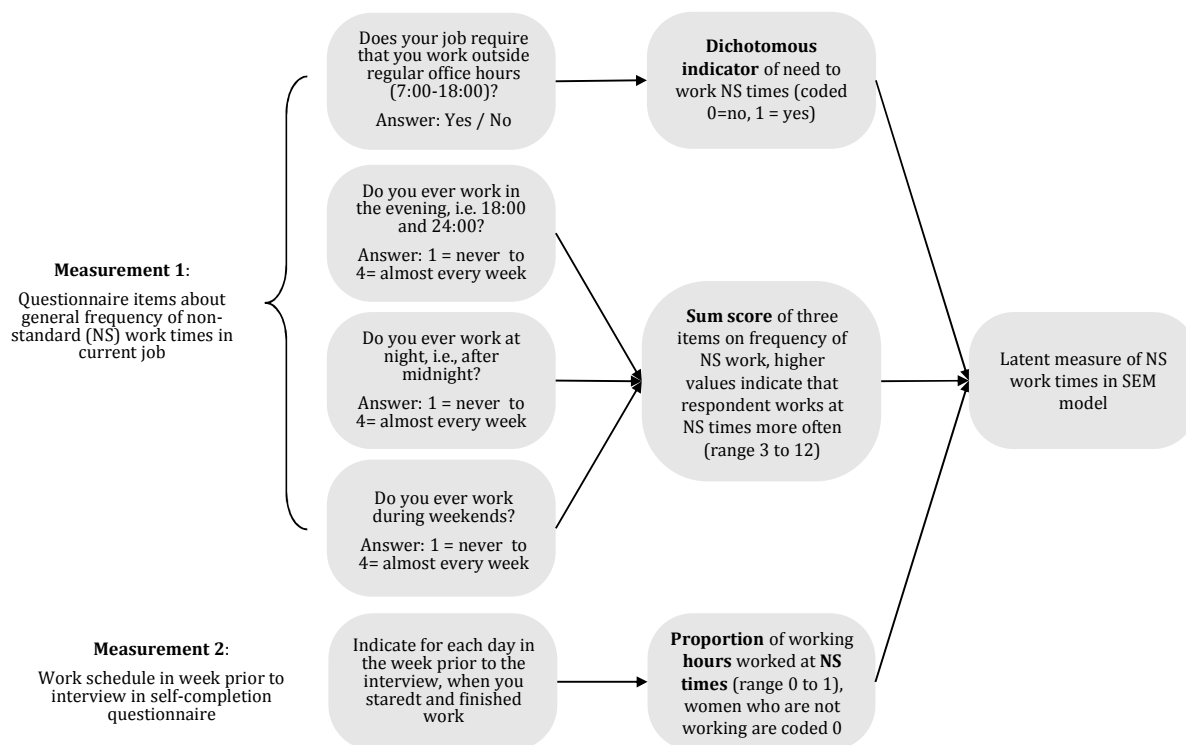 Measurement 1:
Questionnaire items about
general frequency of non-
standard (NS) work times in
current job
Does your job require
that you work outside
regular office hours
(7:00-18:00)?
Answer: Yes / No
Do you ever work in
the evening, i.e. 18:00
and 24:00?
Answer: 1 = never to
4= almost every week
Do you ever work at
night, i.e., after
midnight?
Answer: 1 = never to
4= almost every week
Do you ever work
during weekends?
Answer: 1 = never to
4= almost every week
Dichotomous
indicator of need to
work NS times (coded
0=no, 1 = yes)
Sum score of three
items on frequency of
NS work, higher
values indicate that
respondent works at
NS times more often
(range 3 to 12)
Latent measure of NS
work times in SEM
model
Measurement 2:
Work schedule in week prior to
interview in self-completion
questionnaire
Indicate for each day in
the week prior to the
interview, when you
staredt and finished
work
Proportion of working
hours worked at NS
times (range 0 to 1),
women who are not
working are coded 0